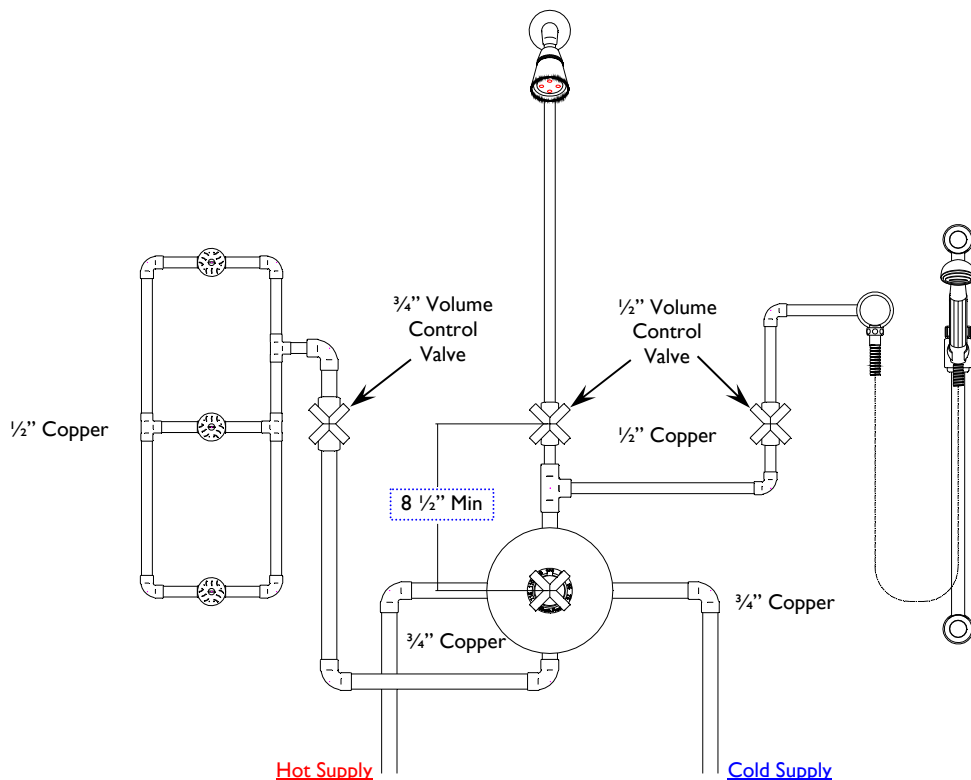 ¾” Volume
Control
Valve
½” Volume
Control
Valve
½” Copper
½” Copper
8 ½” Min
¾” Copper
¾” Copper
Hot Supply
Cold Supply